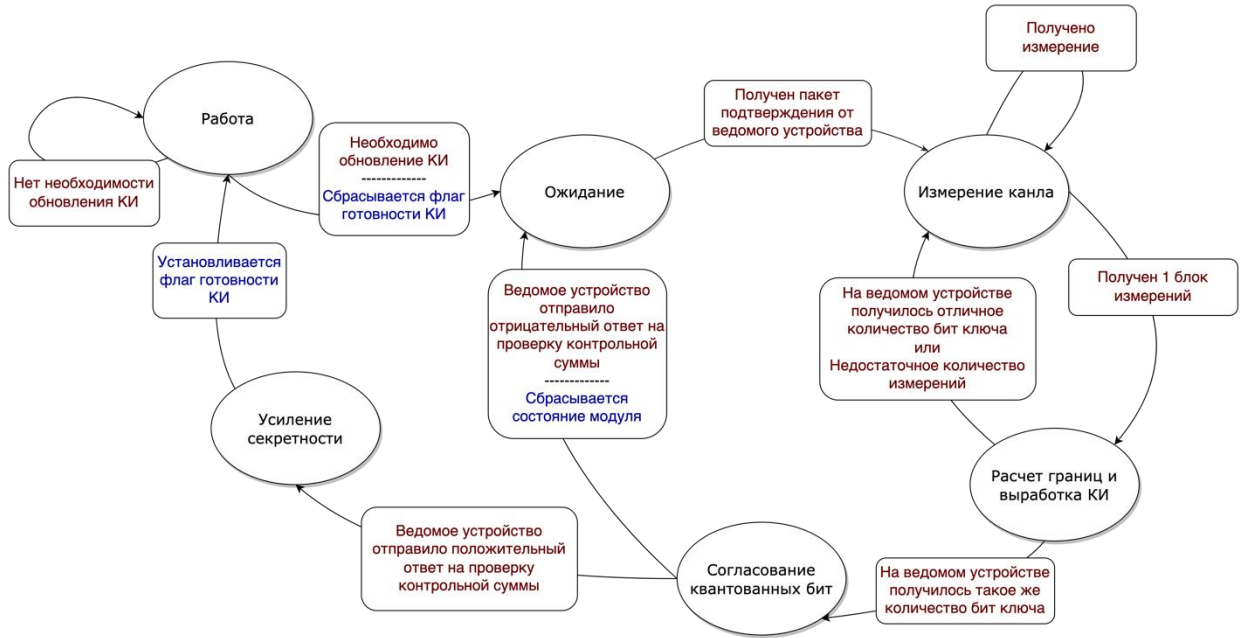 Получено
измерение
Работа
Получен пакет
подтверждения от
ведомого устройства
Необходимо
обновление КИ
-------------
Сбрасывается флаг
готовности КИ
Нет необходимости
обновления КИ
Ожидание
Измерение канла
Установливается
флаг готовности
КИ
Ведомое устройство
отправило
отрицательный ответ на
проверку контрольной
суммы
-------------
Сбрасывается
состояние модуля
На ведомом устройстве
получилось отличное
количество бит ключа
или
Недостаточное количество
измерений
Получен 1 блок
измерений
Усиление
секретности
Расчет границ и
выработка КИ
Ведомое устройство
отправило положительный
ответ на проверку
контрольной суммы
Согласование
квантованных бит
На ведомом устройстве
получилось такое же
количество бит ключа